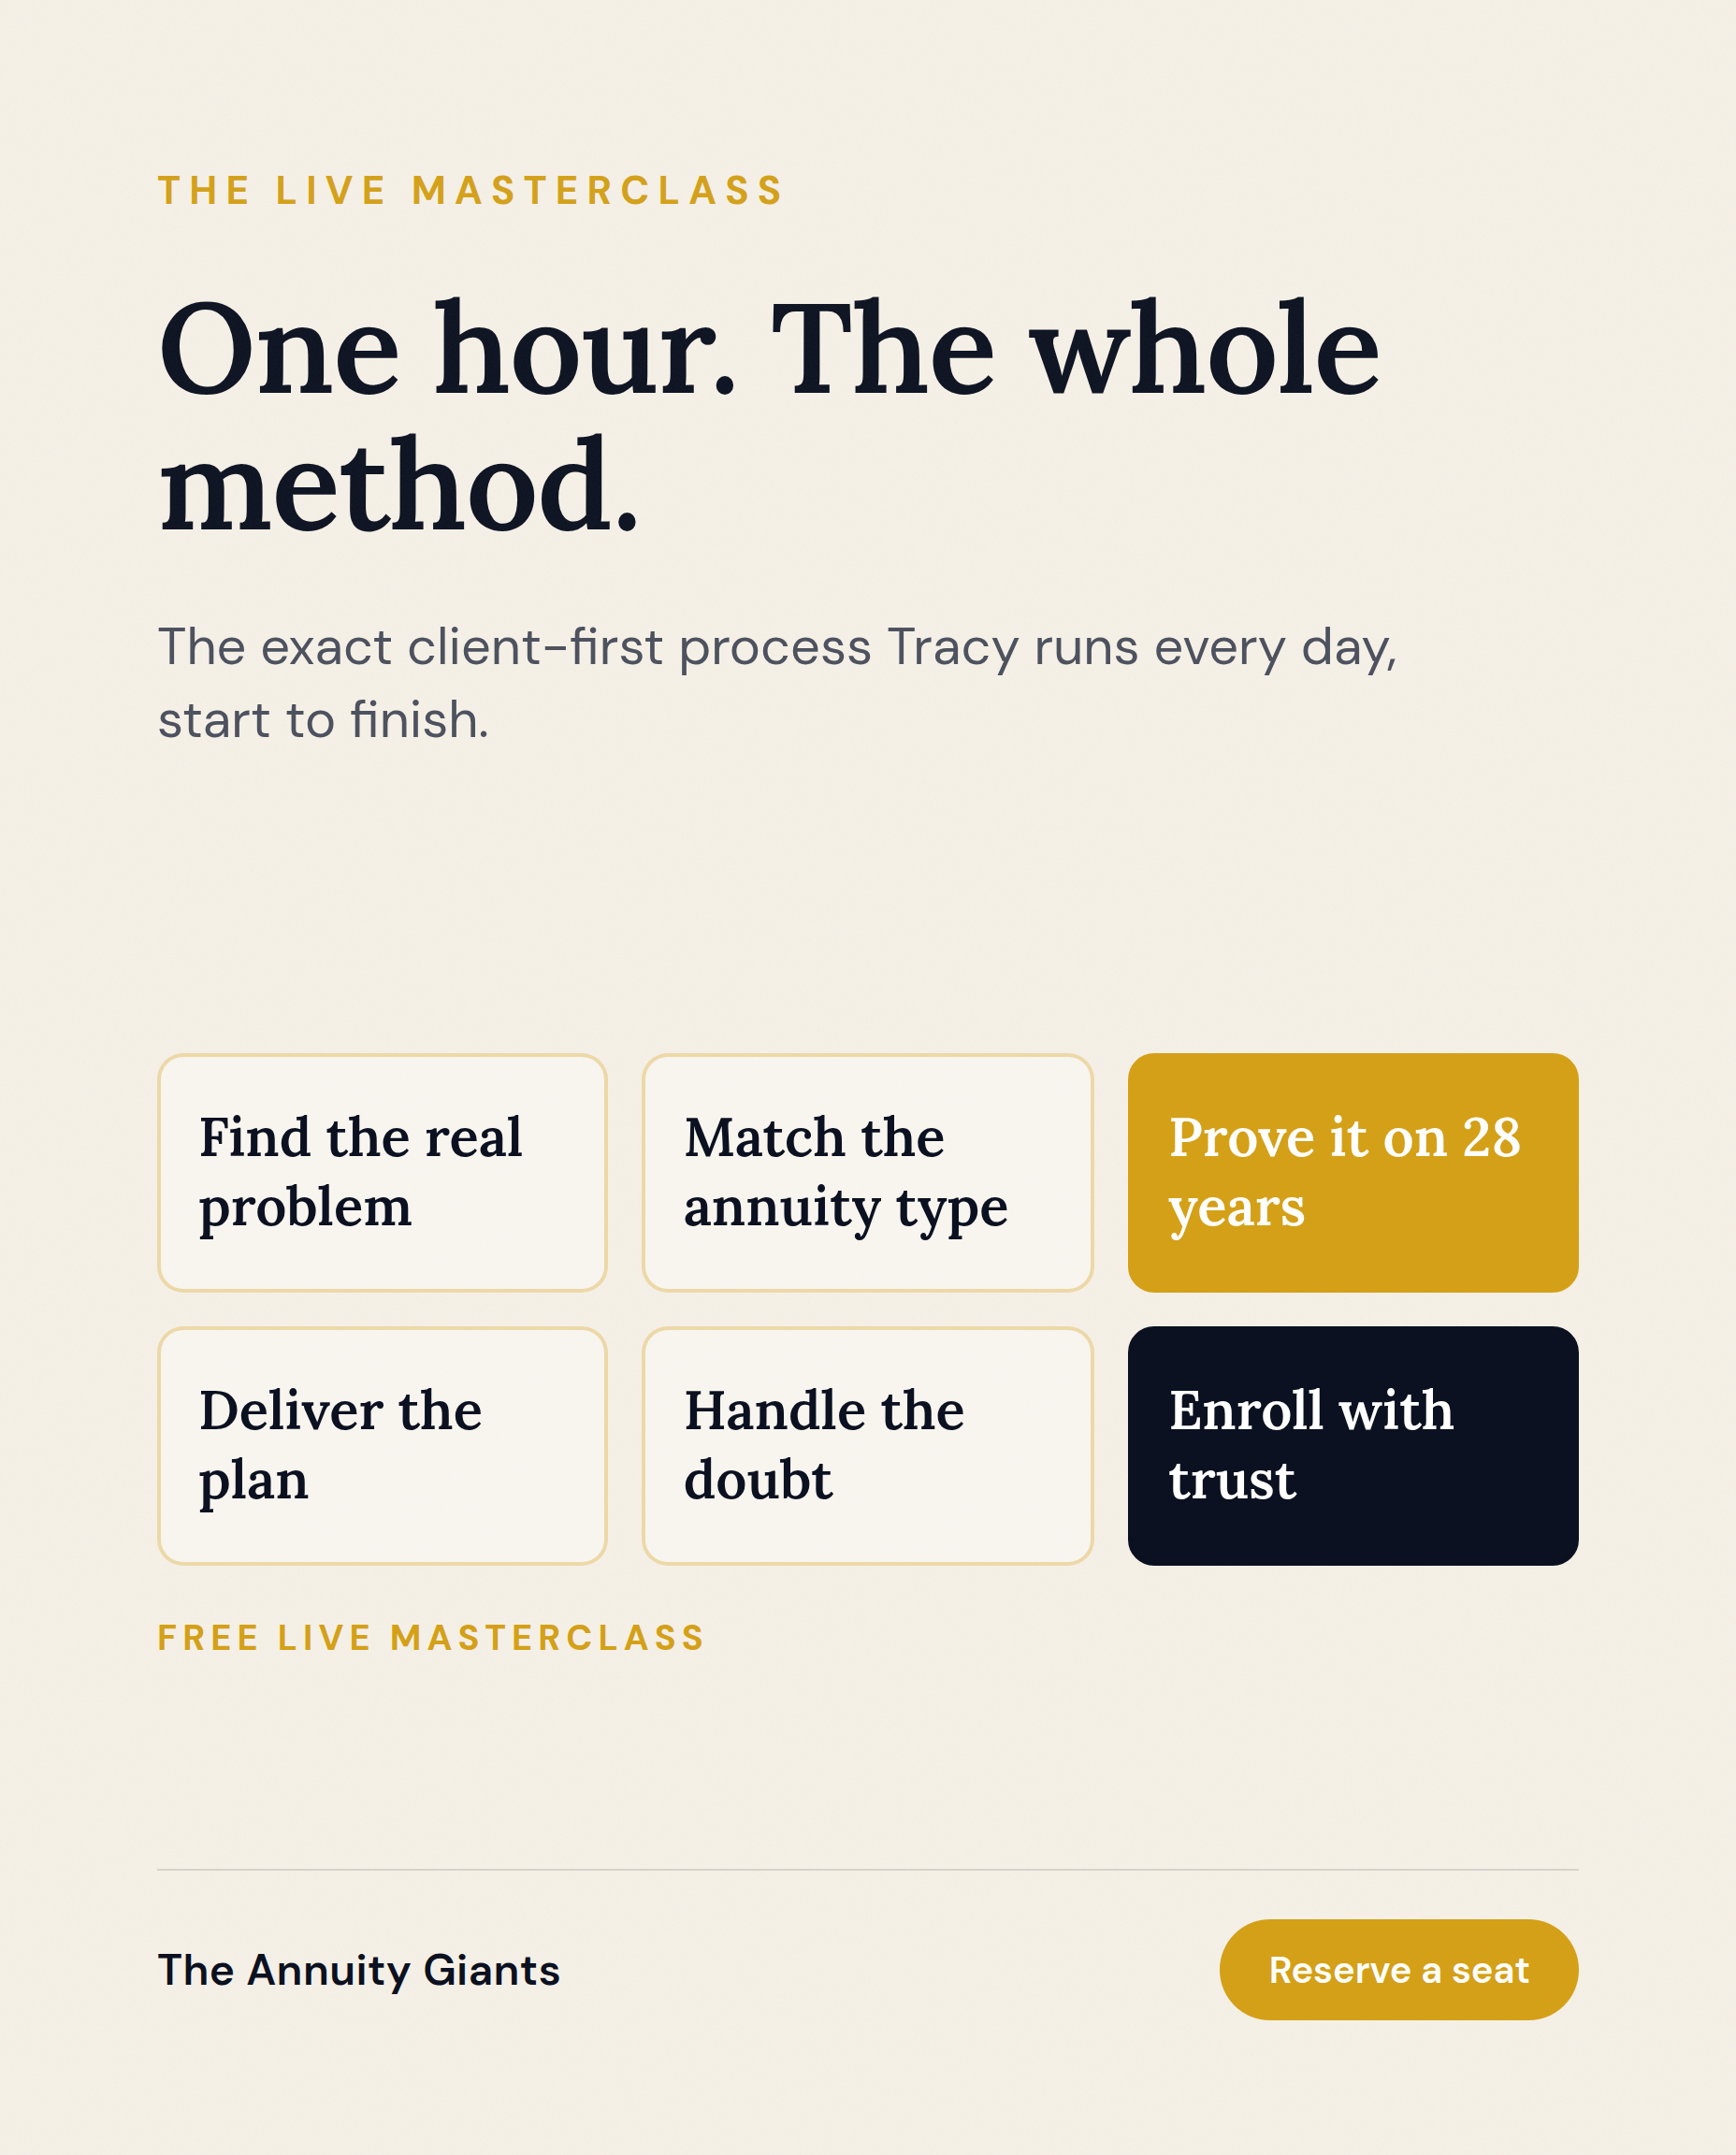 THE LIVE MASTERCLASS
One hour. The whole
method.
The exact client-first process Tracy runs every day,
start to finish.
Find the real
problem
Match the
annuity type
Prove it on 28
years
Deliver the
plan
Handle the
doubt
Enroll with
trust
FREE LIVE MASTERCLASS
The Annuity Giants
Reserve a seat